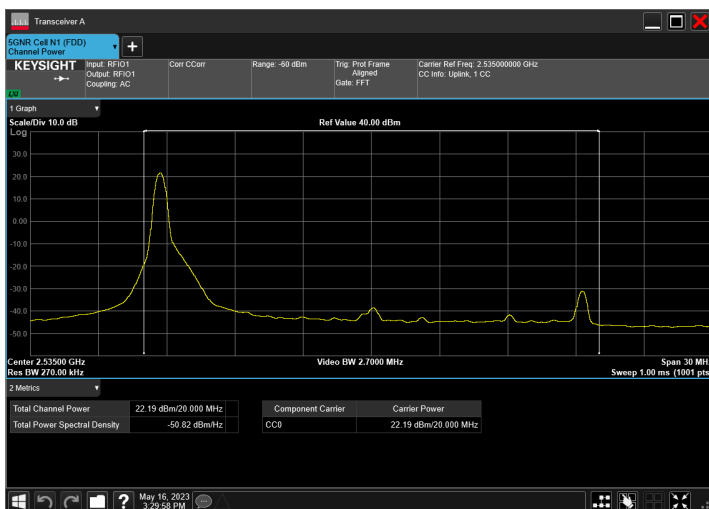 Transceiver A
5GNR Cell N1 (FDD)
Channel Power
KEYSIGHT
LXI
Input: RFIO1
Output: RFIO1
Coupling: AC
Corr CCorr
Range: -60 dBm
Trig: Prot Frame
Aligned
Gate: FFT
Carrier Ref Freq: 2.535000000 GHz
CC Info: Uplink, 1 CC
1 Graph
Scale/Div 10.0 dB
Ref Value 40.00 dBm
Log
30.0
20.0
10.0
0.00
-10.0
-20.0
-30.0
-40.0
-50.0
Center 2.53500 GHz
Video BW 2.7000 MHz
Span 30 MH
Res BW 270.00 kHz
Sweep 1.00 ms (1001 pts
2 Metrics
Total Channel Power 22.19 dBm/20.000 MHz
Total Power Spectral Density -50.82 dBm/Hz
Component Carrier Carrier Power
CC0 22.19 dBm/20.000 MHz
May 16, 2023
3:29:58 PM